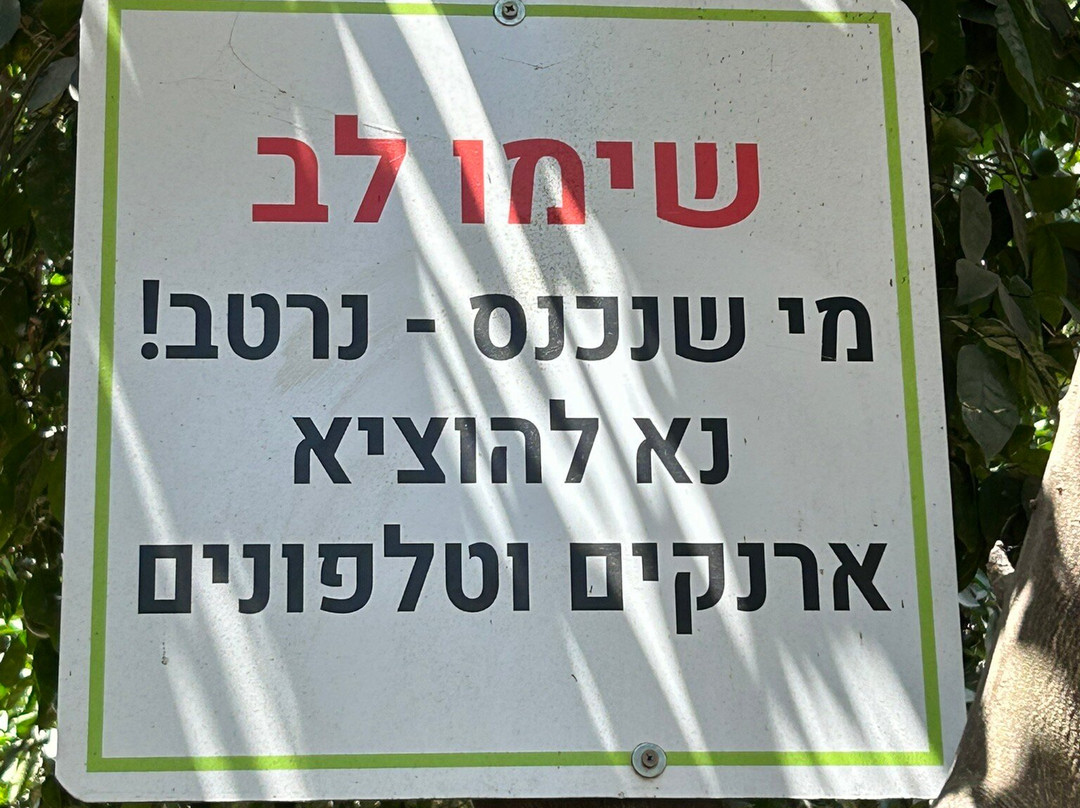 שימו לב
מי שנכנס - נרטב!
נא להוציא
ארנקים וטלפונים